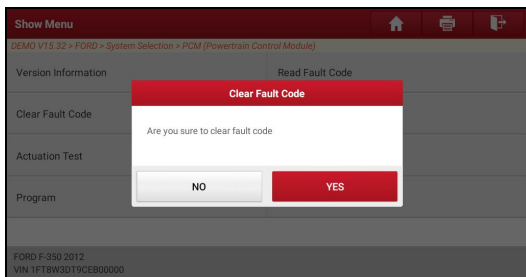 Show Menu
DEMO V15.32 > FORD > System Selection > PCM (Powertrain Control Module)
Version Information
Read Fault Code
Clear Fault Code
Clear Fault Code
Are you sure to clear fault code
Actuation Test
NO
YES
Program
FORD F-350 2012
VIN 1FT8W3DT9CEB00000